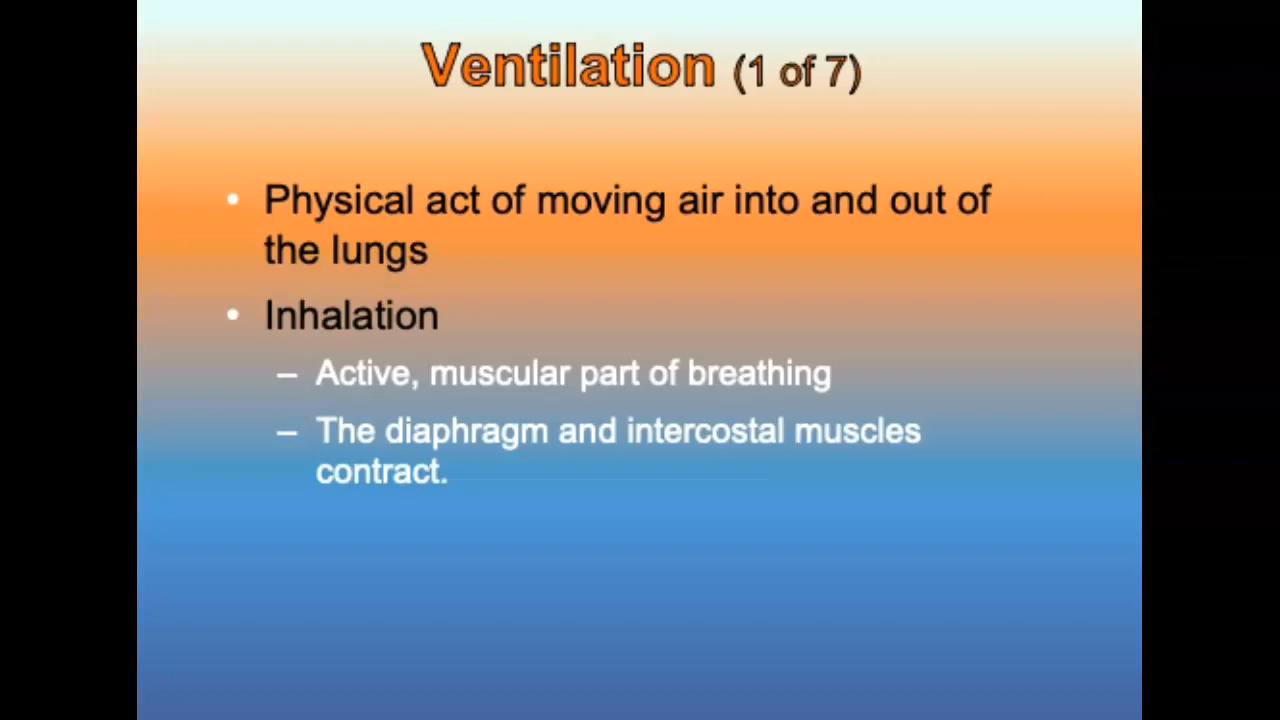 Ventilation (1 of 7)
• Physical act of moving air into and out of
the lungs
• Inhalation
– Active, muscular part of breathing
– The diaphragm and intercostal muscles
contract.